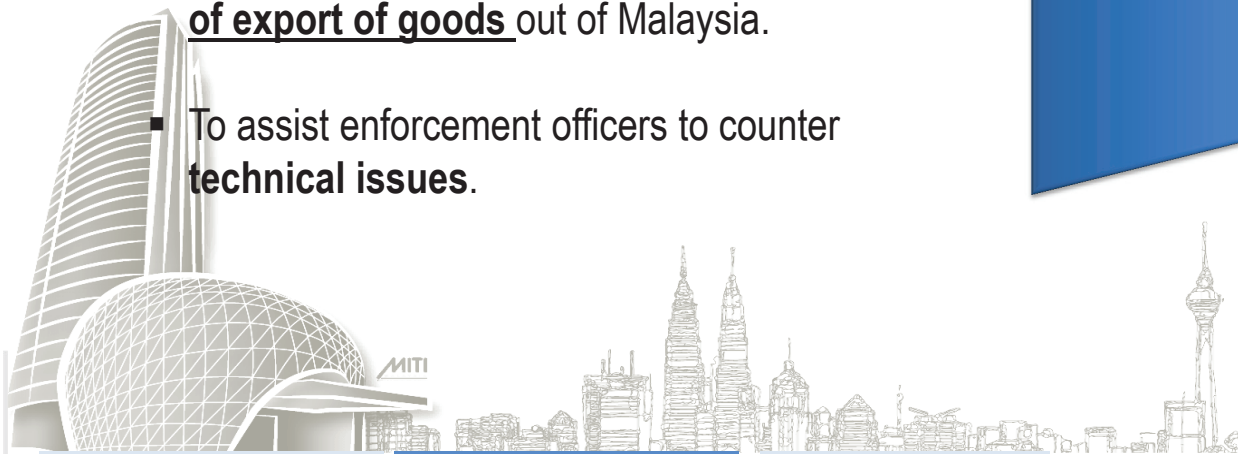 of export of goods out of Malaysia.
▪ To assist enforcement officers to counter
technical issues.
MITI